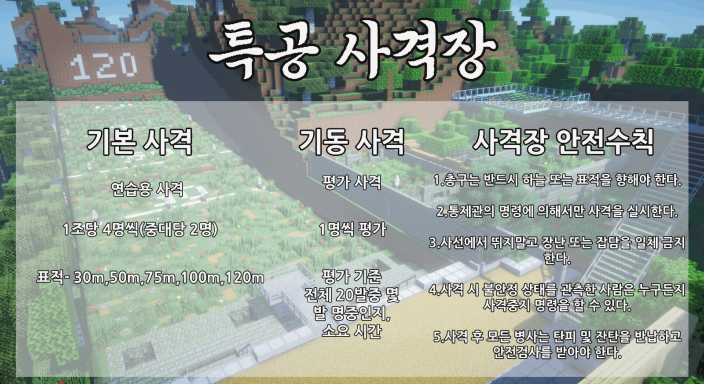 특공 사격장
120
기본 사격
연습용 사격
1조당 4명씩(중대당 2명)
표적- 30m,50m,75m,100m,120m
기동 사격
평가 사격
1명씩 평가
평가 기준
전체 20발중 몇
발 명중인지,
소요 시간
사격장 안전수칙
1.총구는 반드시 하늘 또는 표적을 향해야 한다.
2.통제관의 명령에 의해서만 사격을 실시한다.
3.사선에서 뛰지말고 장난 또는 잡담을 일체 금지
한다.
4.사격 시 불안정 상태를 관측한 사람은 누구든지
사격중지 명령을 할 수 있다.
5.사격 후 모든 병사는 탄피 및 잔탄을 반납하고
안전검사를 받아야 한다.